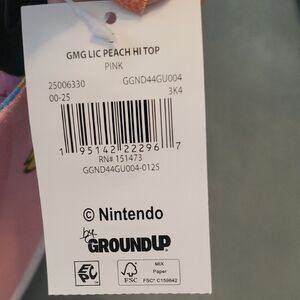 GMG LIC PEACH HI TOP
PINK
25006330 GGND44GU004
00-25 3K4
1 95142 22296 7
RN# 151473
GGND44GU004-0125
© Nintendo
by
GROUNDUP
FSC
MIX
Paper
FSC® C159842